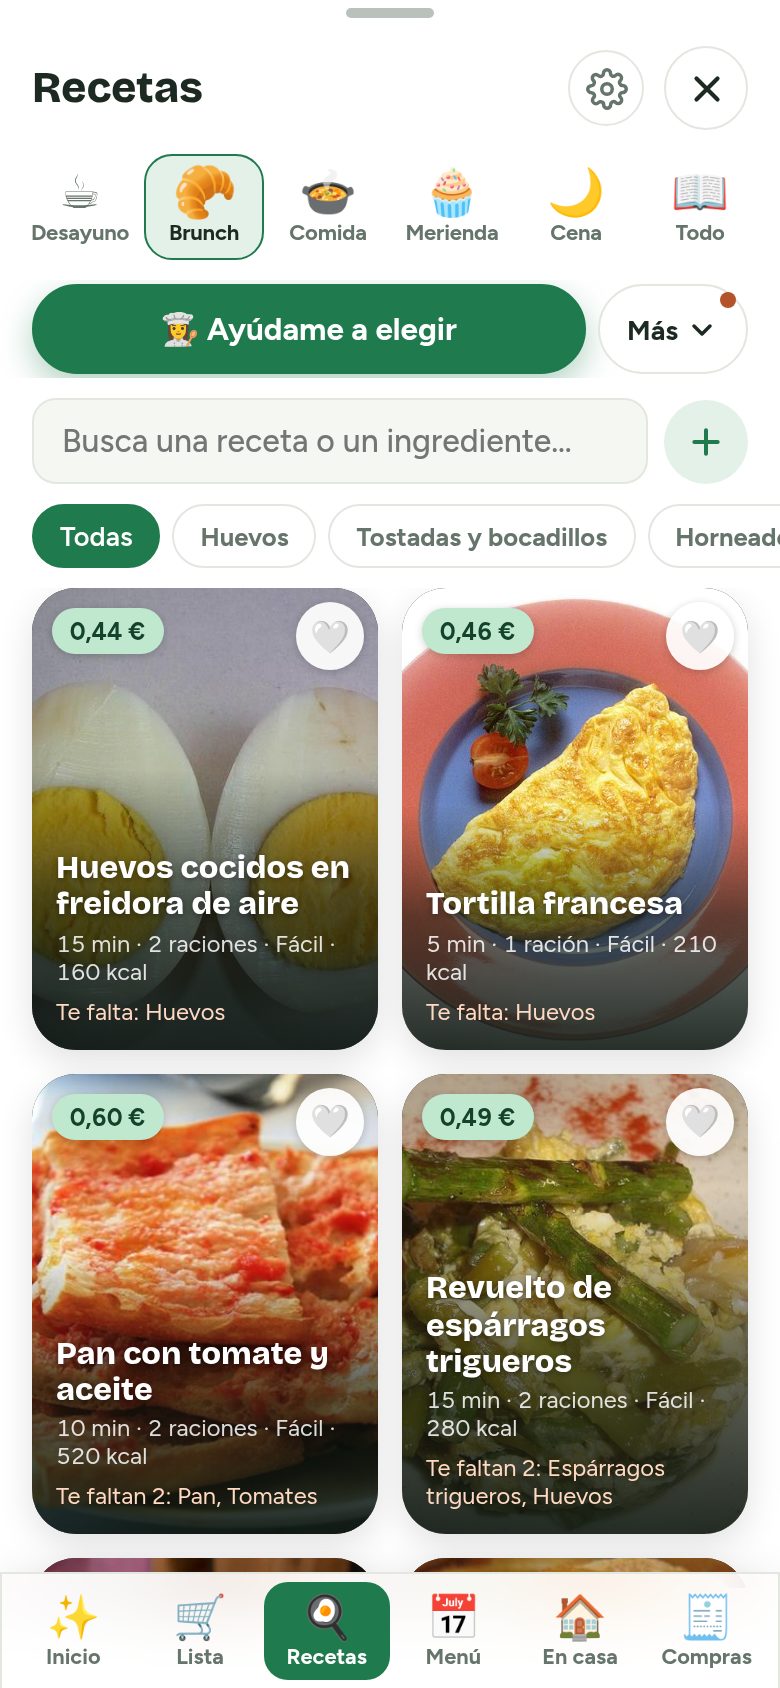 Recetas
Desayuno
Brunch
Comida
Merienda
Cena
Todo
Ayúdame a elegir
Más
Busca una receta o un ingrediente...
Todas
Huevos
Tostadas y bocadillos
Hornead
0,44 €
Huevos cocidos en
freidora de aire
15 min · 2 raciones · Fácil ·
160 kcal
Te falta: Huevos
0,46 €
Tortilla francesa
5 min · 1 ración · Fácil · 210
kcal
Te falta: Huevos
0,60 €
Pan con tomate y
aceite
10 min · 2 raciones · Fácil ·
520 kcal
Te faltan 2: Pan, Tomates
0,49 €
Revuelto de
espárragos
trigueros
15 min · 2 raciones · Fácil ·
280 kcal
Te faltan 2: Espárragos
trigueros, Huevos
Inicio
Lista
Recetas
July
17
Menú
En casa
Compras